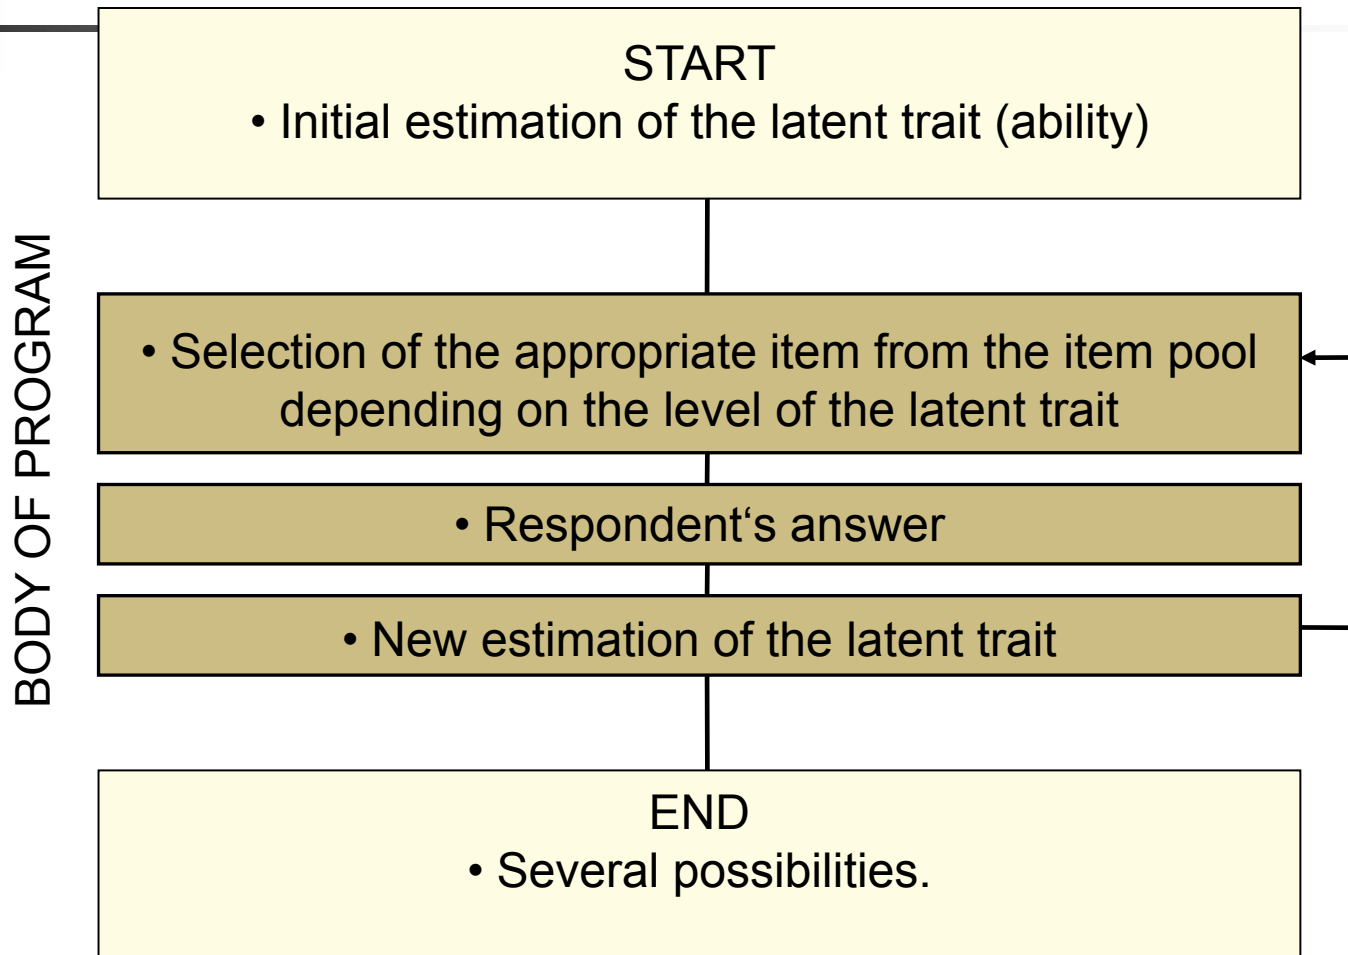 START
• Initial estimation of the latent trait (ability)
BODY OF PROGRAM
• Selection of the appropriate item from the item pool
depending on the level of the latent trait
• Respondent‘s answer
• New estimation of the latent trait
END
• Several possibilities.